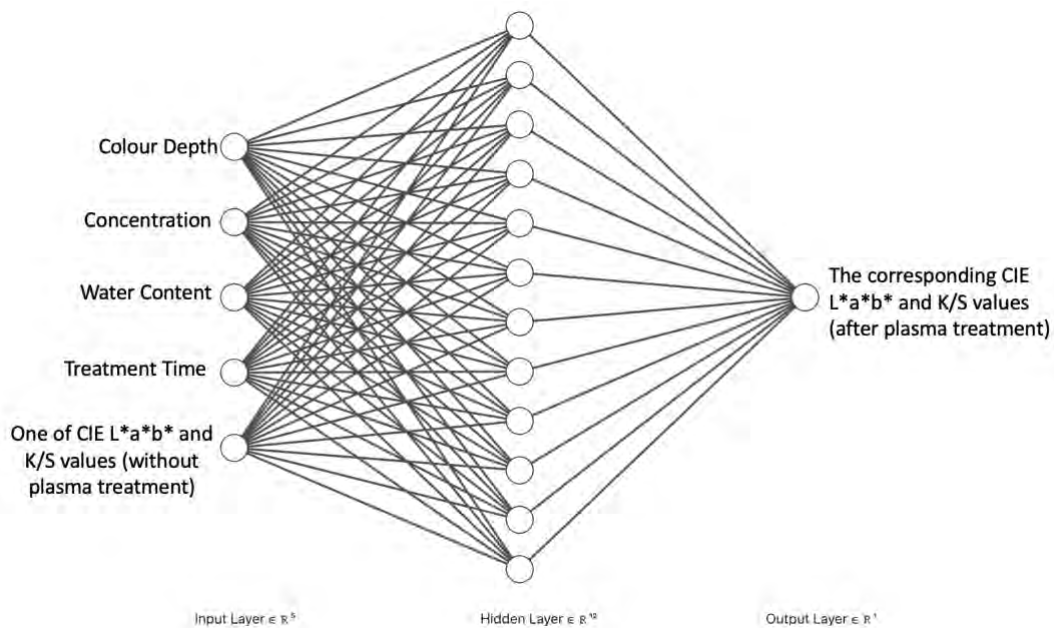 Colour Depth
Concentration
Water Content
Treatment Time
One of CIE L*a*b* and
K/S values (without
plasma treatment)
The corresponding CIE
L*a*b* and K/S values
(after plasma treatment)
Input Layer ∈ ℝ⁵
Hidden Layer ∈ ℝ¹²
Output Layer ∈ ℝ¹